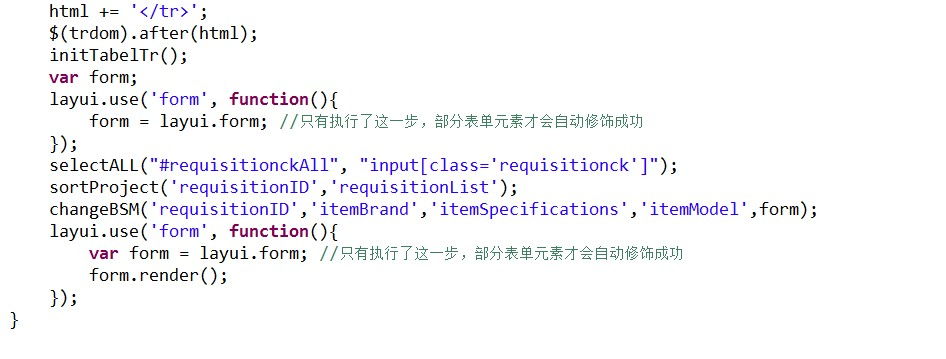 html += '</tr>';
$(trdom).after(html);
initTabelTr();
var form;
layui.use('form', function(){
form = layui.form; //只有执行了这一步，部分表单元素才会自动修饰成功
});
selectALL("#requisitionckAll", "input[class='requisitionck']");
sortProject('requisitionID','requisitionList');
changeBSM('requisitionID','itemBrand','itemSpecifications','itemModel',form);
layui.use('form', function(){
var form = layui.form; //只有执行了这一步，部分表单元素才会自动修饰成功
form.render();
});
}